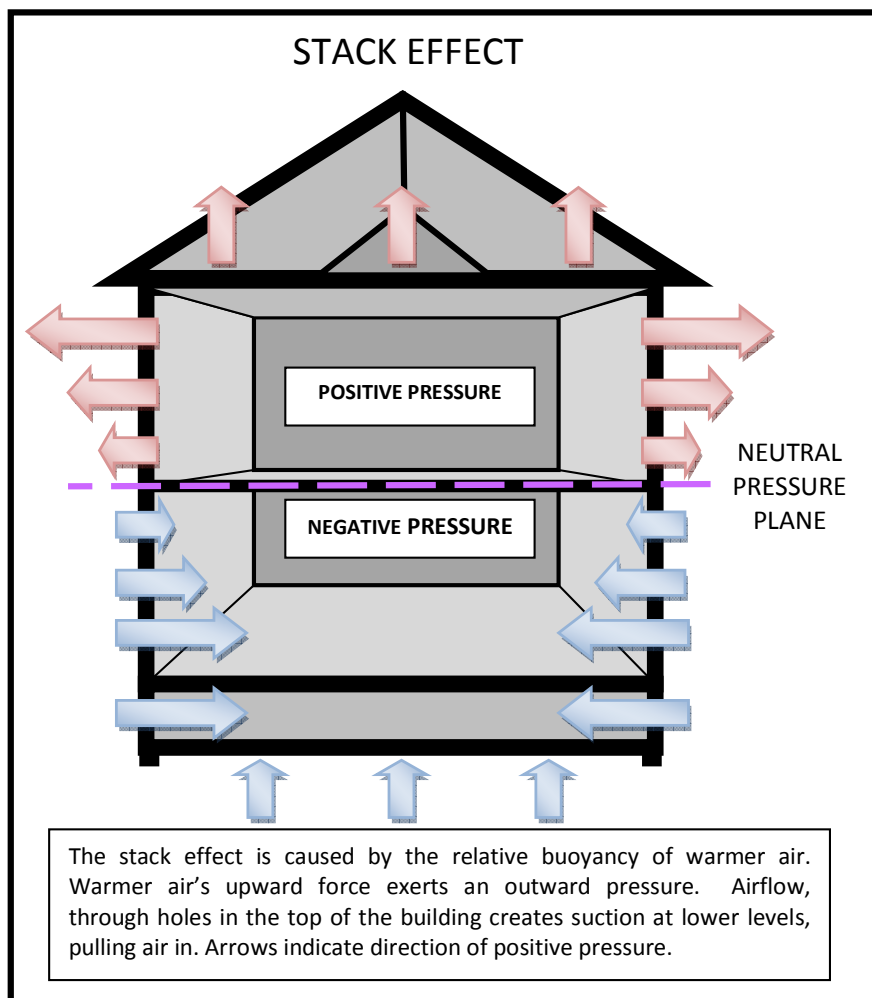 STACK EFFECT
POSITIVE PRESSURE
NEUTRAL
PRESSURE
PLANE
NEGATIVE PRESSURE
The stack effect is caused by the relative buoyancy of warmer air.
Warmer air’s upward force exerts an outward pressure. Airflow,
through holes in the top of the building creates suction at lower levels,
pulling air in. Arrows indicate direction of positive pressure.